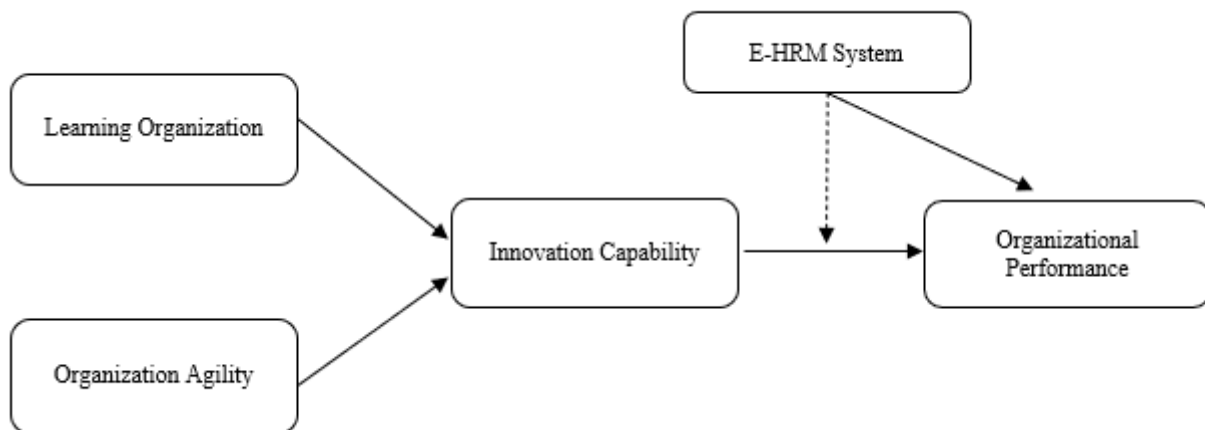 E-HRM System
Learning Organization
Innovation Capability
Organizational
Performance
Organization Agility